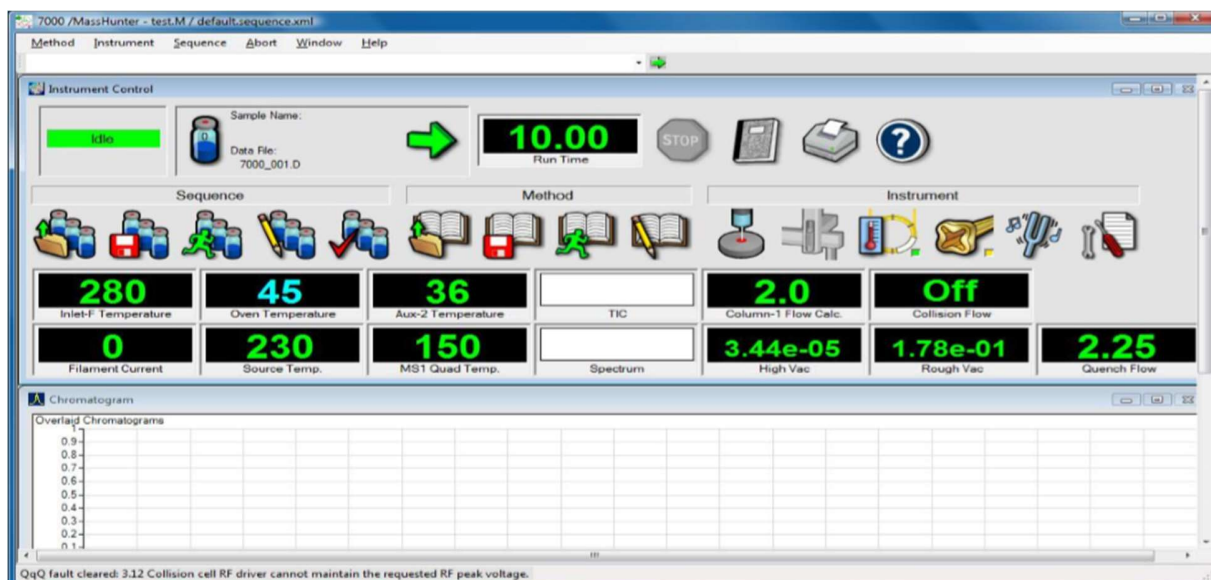 7000 /MassHunter - test.M / default.sequence.xml
Method Instrument Sequence Abort Window Help
Instrument Control
Idle
Sample Name:
Data File:
7000_001.D
10.00
Run Time
STOP
Sequence Method Instrument
280 45 36 2.0 Off
Inlet-F Temperature Oven Temperature Aux-2 Temperature TIC Column-1 Flow Calc. Collision Flow
0 230 150 3.44e-05 1.78e-01 2.25
Filament Current Source Temp. MS1 Quad Temp. Spectrum High Vac Rough Vac Quench Flow
Chromatogram
Overlaid Chromatograms
1
0.9
0.8
0.7
0.6
0.5
0.4
0.3
0.2
0.1
QqQ fault cleared: 3.12 Collision cell RF driver cannot maintain the requested RF peak voltage.